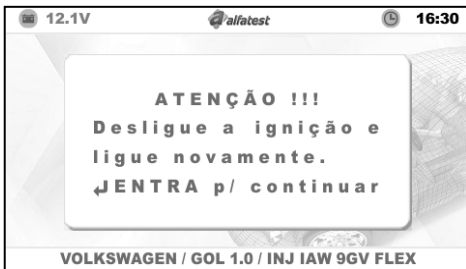 12.1V alfatest 16:30
ATENÇÃO !!!
Desligue a ignição e
ligue novamente.
↲ENTRA p/ continuar
VOLKSWAGEN / GOL 1.0 / INJ IAW 9GV FLEX